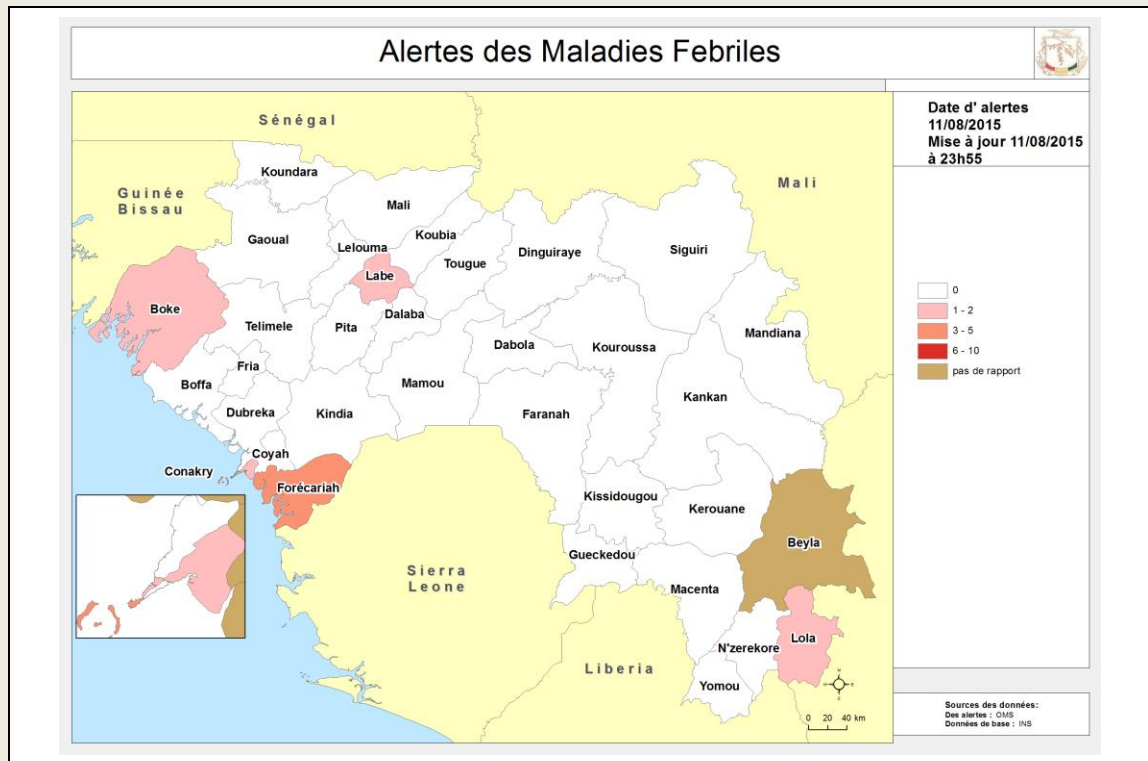 Alertes des Maladies Febriles
Date d' alertes
11/08/2015
Mise à jour 11/08/2015
à 23h55
Sénégal
Koundara
Mali
Guinée
Bissau
Mali
Gaoual
Koubia
Lelouma
Dinguiraye
Siguiri
Tougue
Labe
Boke
Dalaba
Telimele
Pita
Mandiana
Dabola
Kouroussa
Fria
Boffa
Mamou
Kankan
Dubreka
Kindia
Faranah
Coyah
Conakry
Forécariah
Kissidougou
Kerouane
Beyla
Gueckedou
Sierra
Leone
Macenta
Lola
N'zerekore
Liberia
Yomou
N
E
S
0 20 40 km
0
1 - 2
3 - 5
6 - 10
pas de rapport
Sources des données:
Des alertes : OMS
Données de base : INS